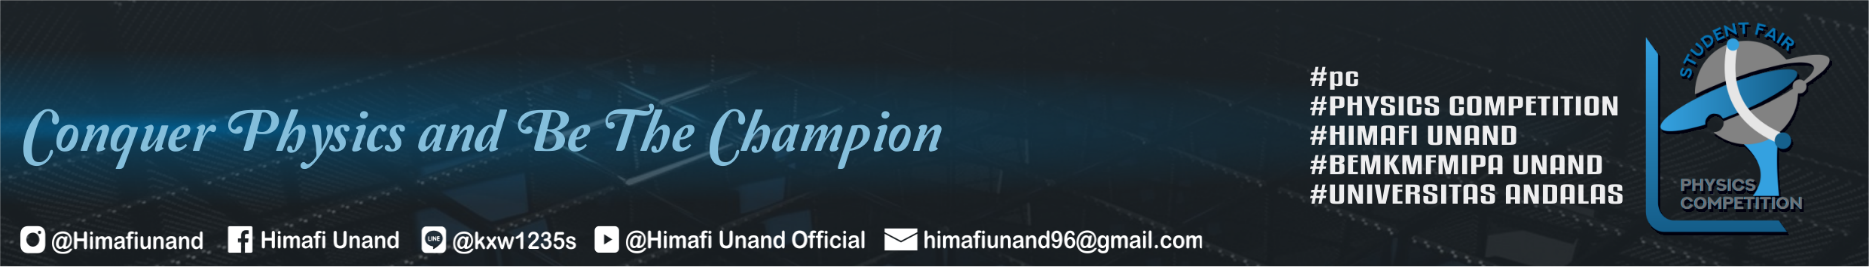 Conquer Physics and Be The Champion
@Himafiunand Himafi Unand LINE @kxw1235s @Himafi Unand Official himafiunand96@gmail.com
#pc
#PHYSICS COMPETITION
#HIMAFI UNAND
#BEMKMFMIPA UNAND
#UNIVERSITAS ANDALAS
STUDENT FAIR
PHYSICS
COMPETITION